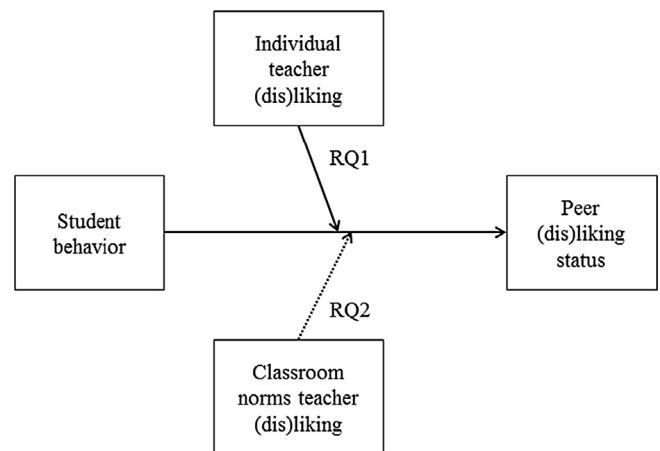 Individual
teacher
(dis)liking
RQ1
Student
behavior
Peer
(dis)liking
status
RQ2
Classroom
norms teacher
(dis)liking